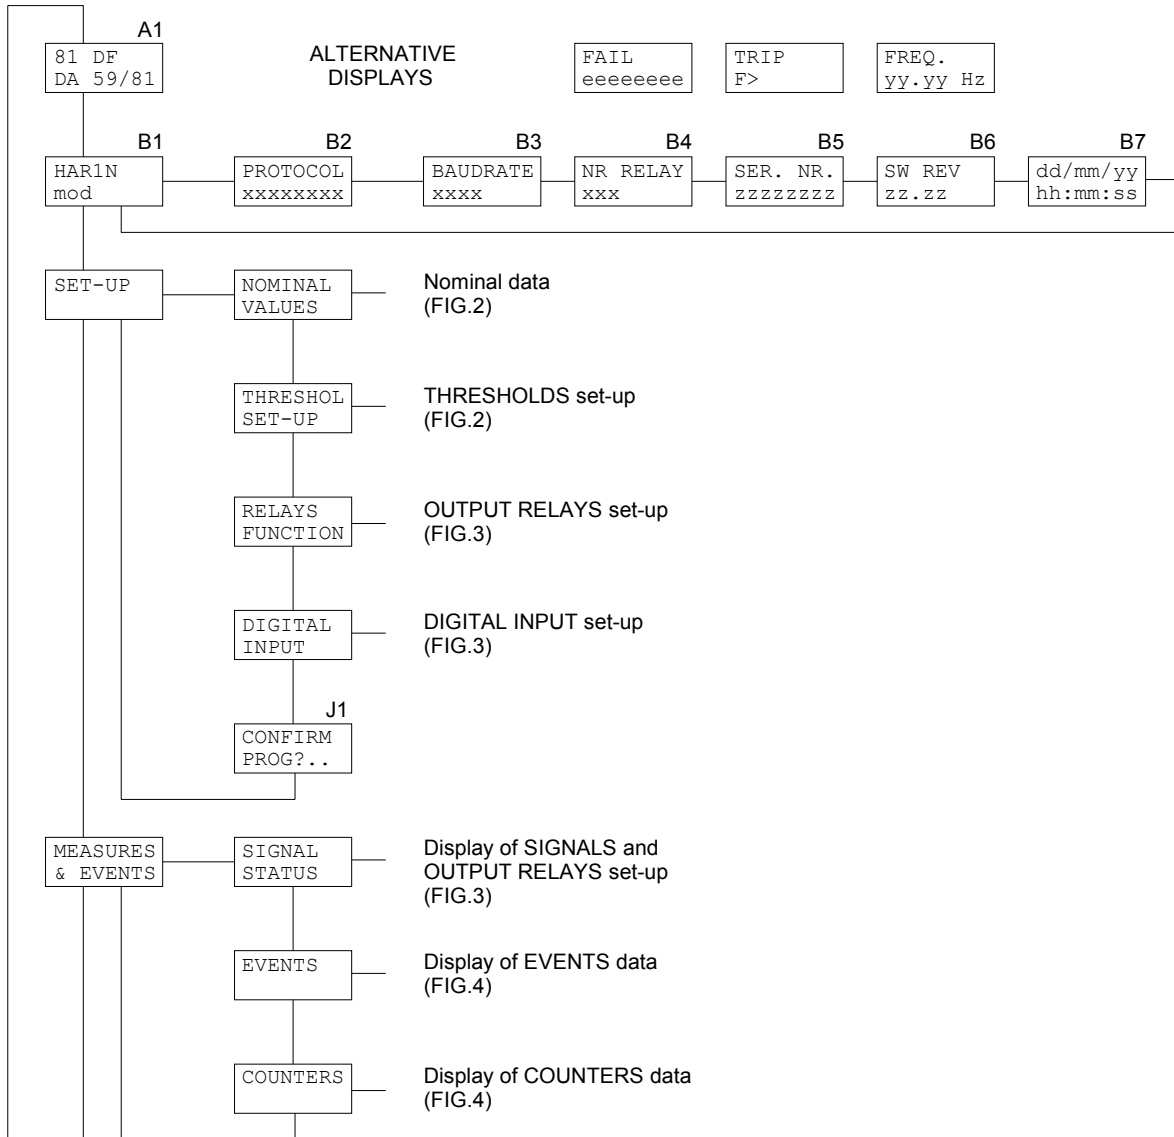 A1
81 DF
DA 59/81
ALTERNATIVE
DISPLAYS
FAIL
eeeeeeee
TRIP
F>
FREQ.
yy.yy Hz
B1
HAR1N
mod
B2
PROTOCOL
xxxxxxxx
B3
BAUDRATE
xxxx
B4
NR RELAY
xxx
B5
SER. NR.
zzzzzzzz
B6
SW REV
zz.zz
B7
dd/mm/yy
hh:mm:ss
SET-UP
NOMINAL
VALUES
Nominal data
(FIG.2)
THRESHOL
SET-UP
THRESHOLDS set-up
(FIG.2)
RELAYS
FUNCTION
OUTPUT RELAYS set-up
(FIG.3)
DIGITAL
INPUT
DIGITAL INPUT set-up
(FIG.3)
J1
CONFIRM
PROG?..
MEASURES
& EVENTS
SIGNAL
STATUS
Display of SIGNALS and
OUTPUT RELAYS set-up
(FIG.3)
EVENTS
Display of EVENTS data
(FIG.4)
COUNTERS
Display of COUNTERS data
(FIG.4)